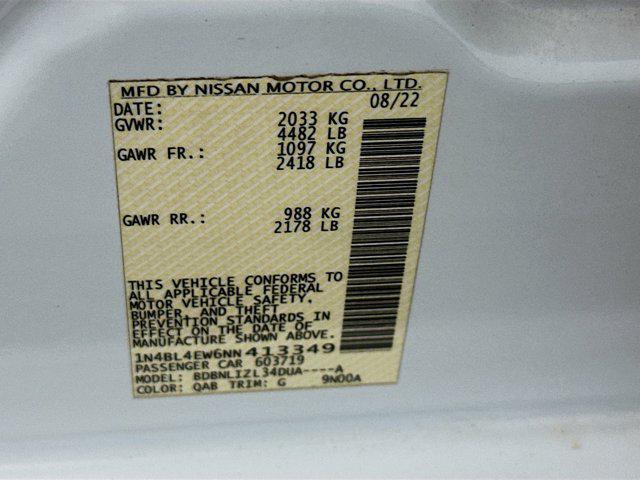 MFD BY NISSAN MOTOR CO., LTD.
DATE: 08/22
GVWR: 2033 KG
4482 LB
GAWR FR.: 1097 KG
2418 LB
GAWR RR.: 988 KG
2178 LB
THIS VEHICLE CONFORMS TO
ALL APPLICABLE FEDERAL
MOTOR VEHICLE SAFETY,
BUMPER, AND THEFT
PREVENTION STANDARDS IN
EFFECT ON THE DATE OF
MANUFACTURE SHOWN ABOVE.
1N4BL4EW6NN413349
PASSENGER CAR 603719
MODEL: BDBNLIZL34DUA----A
COLOR: QAB TRIM: G 9N00A